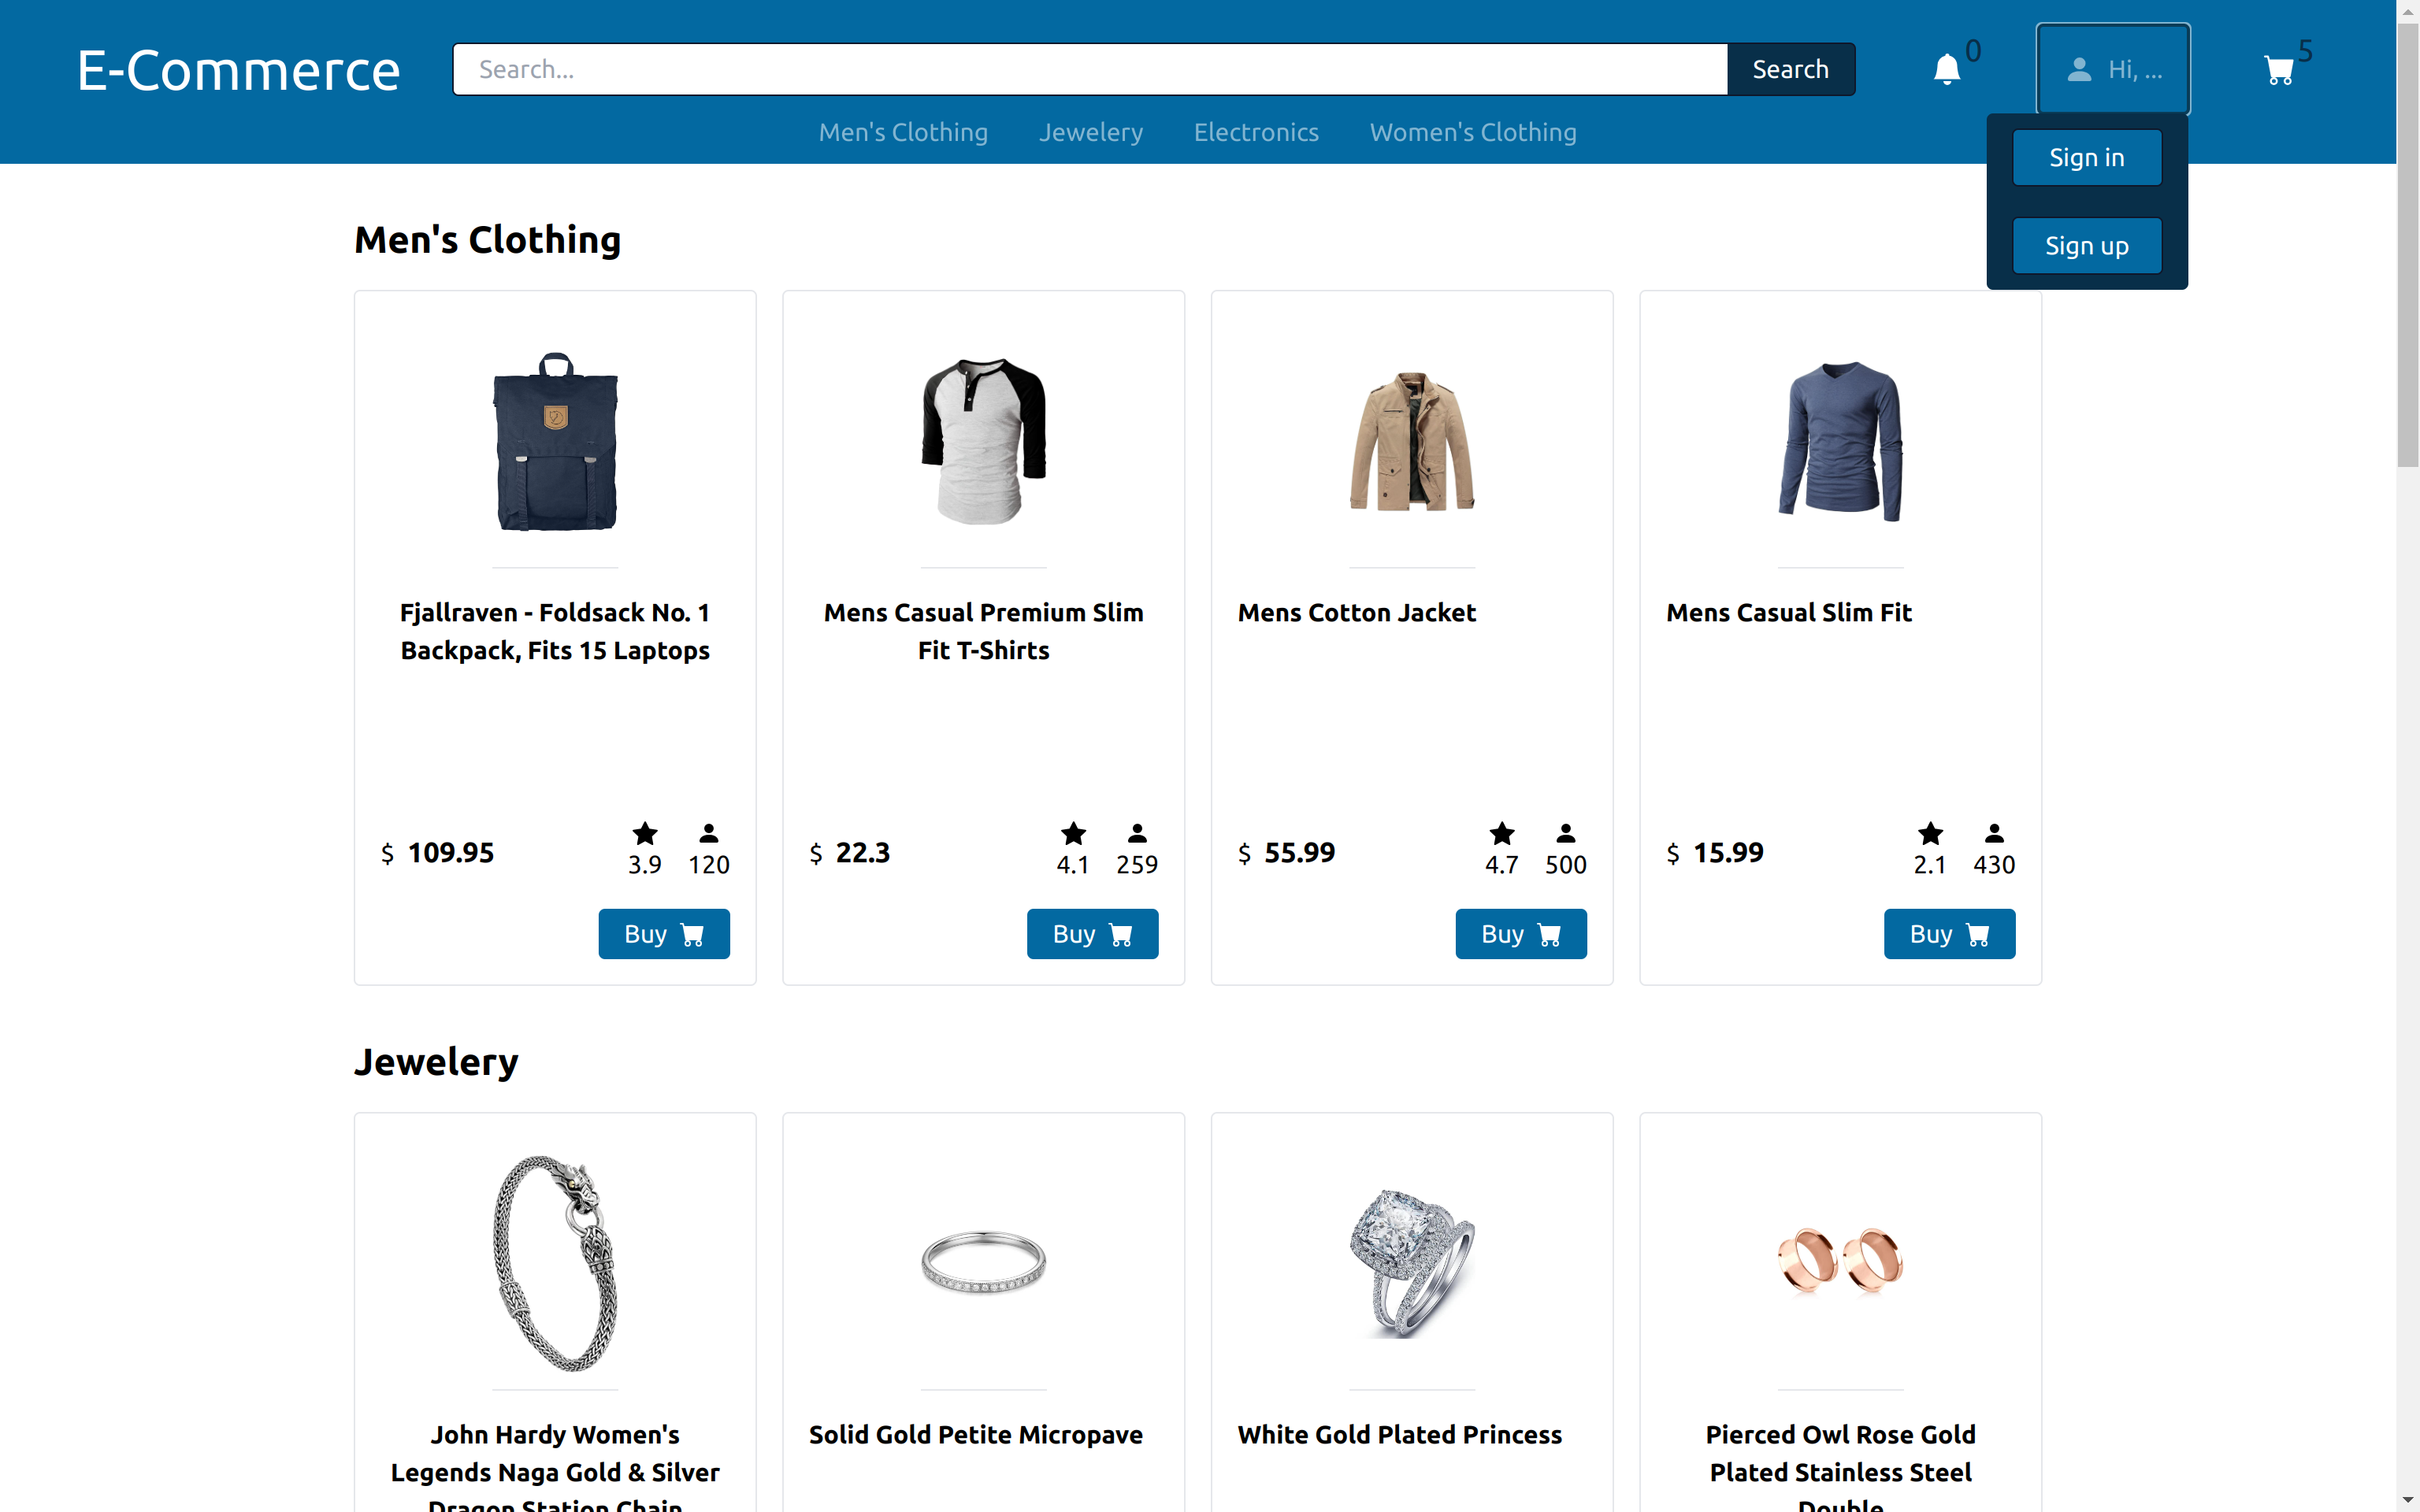 E-Commerce
Search...
Search
0
Hi, ...
5
Men's Clothing
Jewelery
Electronics
Women's Clothing
Sign in
Sign up
Men's Clothing
Fjallraven - Foldsack No. 1
Backpack, Fits 15 Laptops
$ 109.95
3.9
120
Buy
Mens Casual Premium Slim
Fit T-Shirts
$ 22.3
4.1
259
Buy
Mens Cotton Jacket
$ 55.99
4.7
500
Buy
Mens Casual Slim Fit
$ 15.99
2.1
430
Buy
Jewelery
John Hardy Women's
Legends Naga Gold & Silver
Dragon Station Chain
Solid Gold Petite Micropave
White Gold Plated Princess
Pierced Owl Rose Gold
Plated Stainless Steel
Double